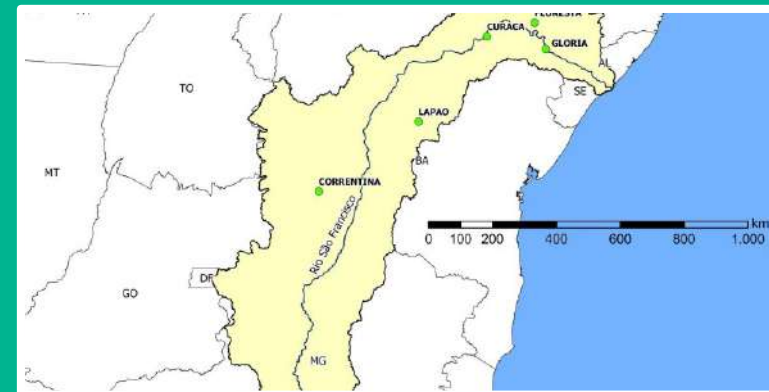 FLORESTA
CURACA
GLORIA
AL
TO
SE
LAPAO
BA
MT
CORRENTINA
Rio São Francisco
km
0 100 200 400 600 800 1.000
DF
GO
MG